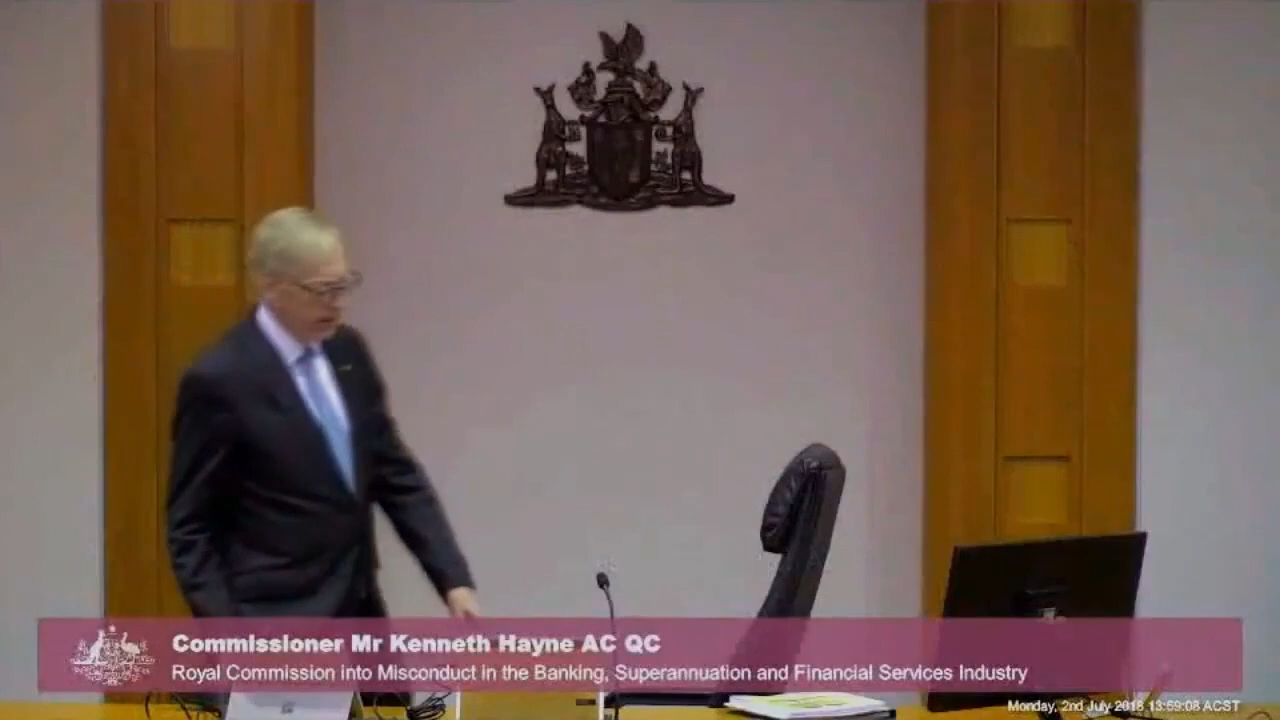 Commissioner Mr Kenneth Hayne AC QC
Royal Commission into Misconduct in the Banking, Superannuation and Financial Services Industry
Monday, 2nd July 2018 13:59:08 ACST